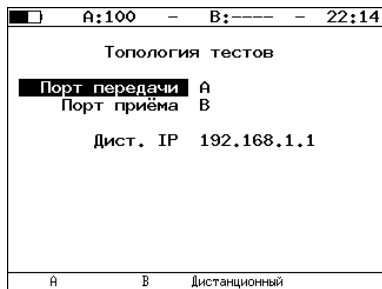 A:100 – B:---- – 22:14
Топология тестов
Порт передачи A
Порт приёма B
Дист. IP 192.168.1.1
A B Дистанционный